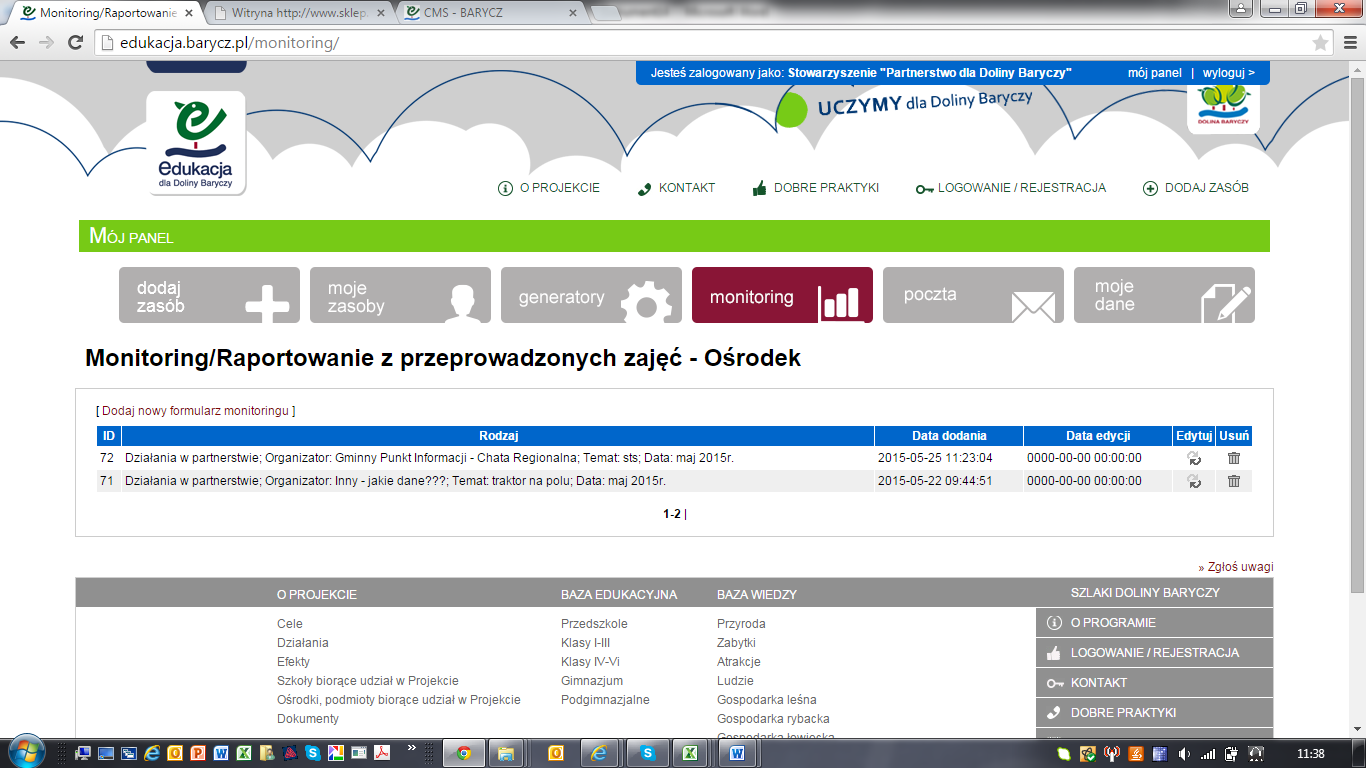 Monitoring/Raportowanie
Witryna http://www.sklep.
CMS - BARYCZ
edukacja.barycz.pl/monitoring/
Jesteś zalogowany jako: Stowarzyszenie "Partnerstwo dla Doliny Baryczy"
mój panel | wyloguj >
UCZYMY dla Doliny Baryczy
DOLINA BARYCZY
edukacja
dla Doliny Baryczy
O PROJEKCIE
KONTAKT
DOBRE PRAKTYKI
LOGOWANIE / REJESTRACJA
DODAJ ZASÓB
MÓJ PANEL
dodaj zasób
moje zasoby
generatory
monitoring
poczta
moje dane
Monitoring/Raportowanie z przeprowadzonych zajęć - Ośrodek
[ Dodaj nowy formularz monitoringu ]
ID Rodzaj Data dodania Data edycji Edytuj Usuń
72 Działania w partnerstwie; Organizator: Gminny Punkt Informacji - Chata Regionalna; Temat: sts; Data: maj 2015r. 2015-05-25 11:23:04 0000-00-00 00:00:00
71 Działania w partnerstwie; Organizator: Inny - jakie dane???; Temat: traktor na polu; Data: maj 2015r. 2015-05-22 09:44:51 0000-00-00 00:00:00
1-2 |
» Zgłoś uwagi
O PROJEKCIE
Cele
Działania
Efekty
Szkoły biorące udział w Projekcie
Ośrodki, podmioty biorące udział w Projekcie
Dokumenty
BAZA EDUKACYJNA
Przedszkole
Klasy I-III
Klasy IV-Vi
Gimnazjum
Podgimnazjalne
BAZA WIEDZY
Przyroda
Zabytki
Atrakcje
Ludzie
Gospodarka leśna
Gospodarka rybacka
Gospodarka łowiecka
SZLAKI DOLINY BARYCZY
O PROGRAMIE
LOGOWANIE / REJESTRACJA
KONTAKT
DOBRE PRAKTYKI
11:38